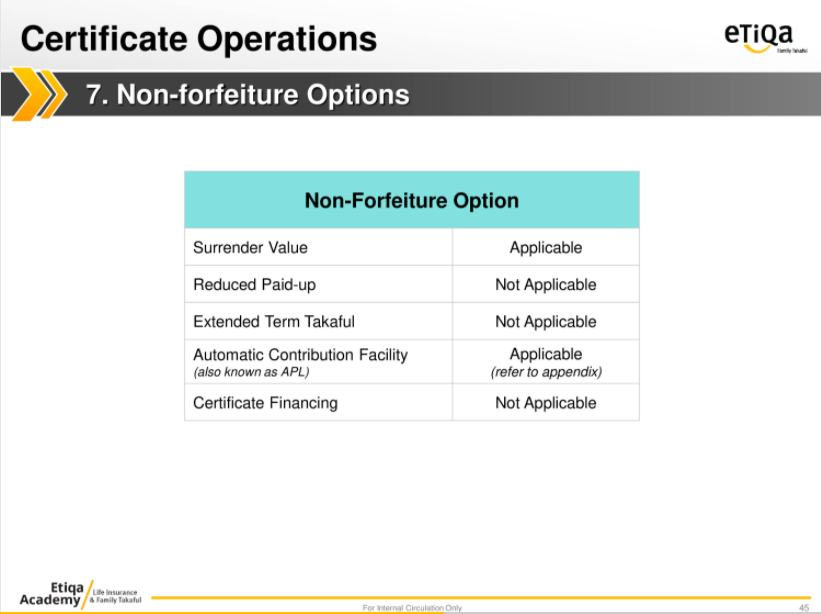 Certificate Operations
eTiQa
Family Takaful
7. Non-forfeiture Options
Non-Forfeiture Option
Surrender Value Applicable
Reduced Paid-up Not Applicable
Extended Term Takaful Not Applicable
Automatic Contribution Facility Applicable
(also known as APL) (refer to appendix)
Certificate Financing Not Applicable
Etiqa Life Insurance
Academy & Family Takaful
For Internal Circulation Only
45